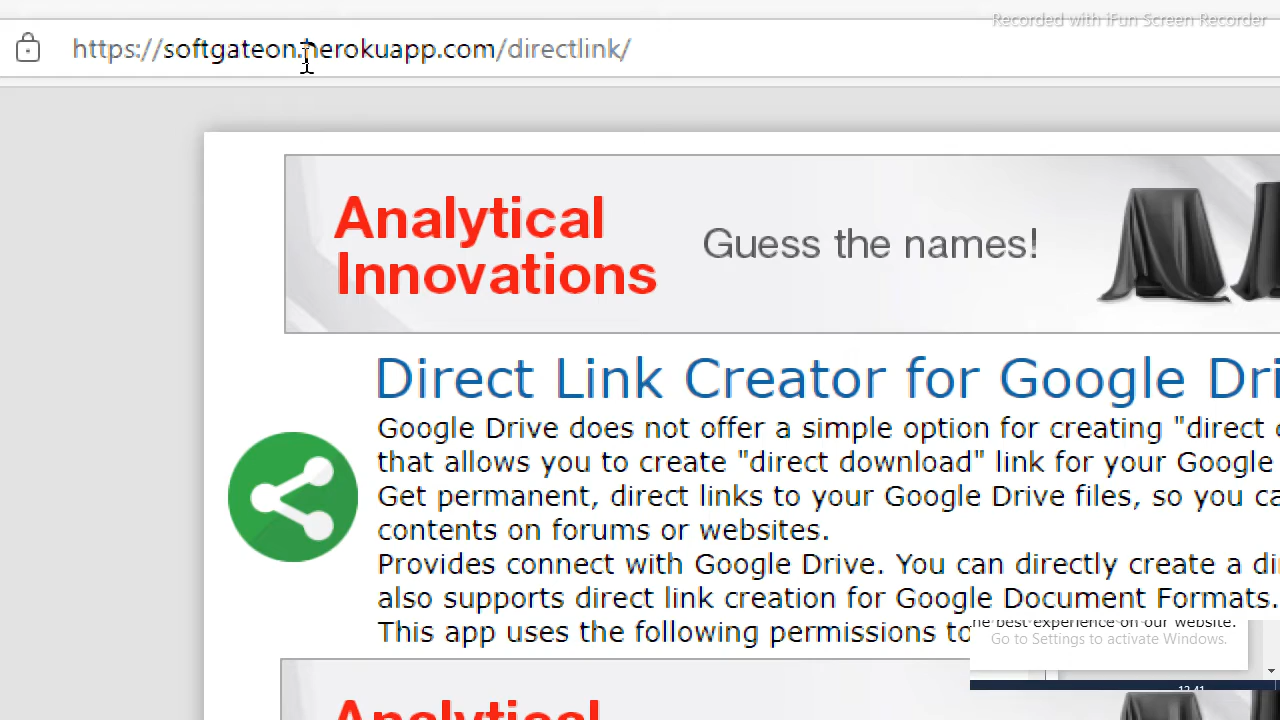 Recorded with iFun Screen Recorder
https://softgateon.herokuapp.com/directlink/
Analytical
Innovations
Guess the names!
Direct Link Creator for Google Dri
Google Drive does not offer a simple option for creating "direct
that allows you to create "direct download" link for your Google
Get permanent, direct links to your Google Drive files, so you ca
contents on forums or websites.
Provides connect with Google Drive. You can directly create a di
also supports direct link creation for Google Document Formats.
This app uses the following permissions to
he best experience on our website.
Go to Settings to activate Windows.
Analytical